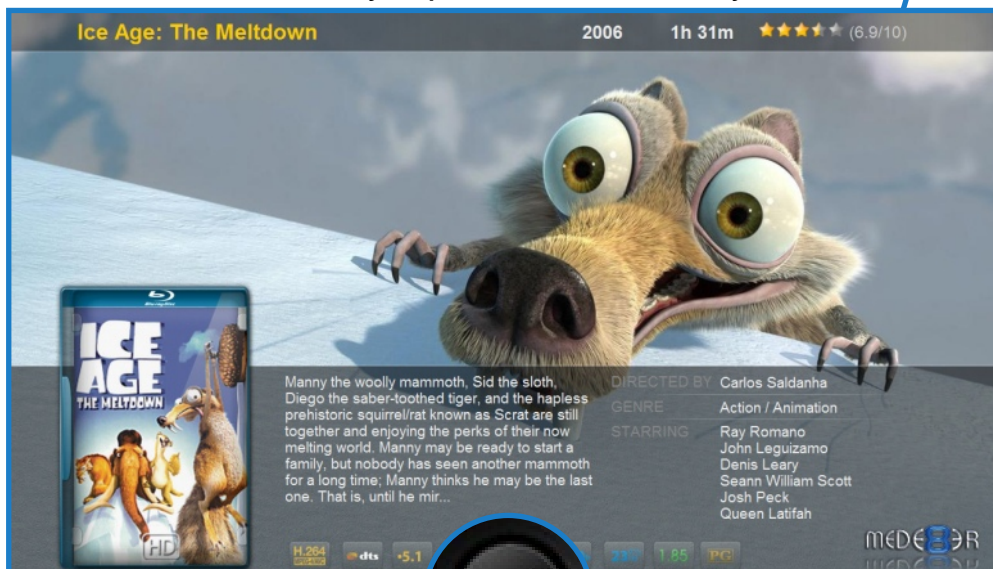 Ice Age: The Meltdown 2006 1h 31m (6.9/10)
Blu-ray Disc
ICE
AGE
THE MELTDOWN
HD
Manny the woolly mammoth, Sid the sloth,
Diego the saber-toothed tiger, and the hapless
prehistoric squirrel/rat known as Scrat are still
together and enjoying the perks of their now
melting world. Manny may be ready to start a
family, but nobody has seen another mammoth
for a long time; Manny thinks he may be the last
one. That is, until he mir...
DIRECTED BY Carlos Saldanha
GENRE Action / Animation
STARRING Ray Romano
John Leguizamo
Denis Leary
Seann William Scott
Josh Peck
Queen Latifah
H.264 dts •5.1 1.85 PG
MEDE8ER